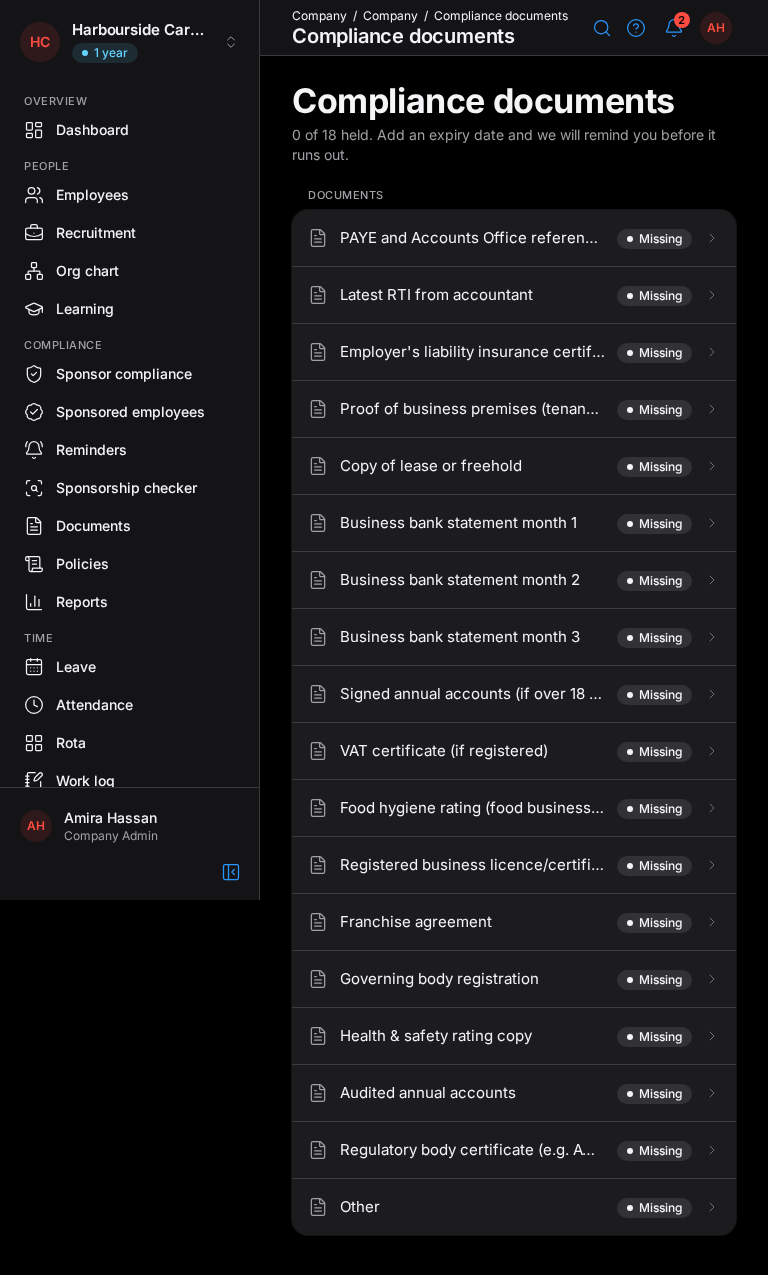 HC
Harbourside Car...
1 year
OVERVIEW
Dashboard
PEOPLE
Employees
Recruitment
Org chart
Learning
COMPLIANCE
Sponsor compliance
Sponsored employees
Reminders
Sponsorship checker
Documents
Policies
Reports
TIME
Leave
Attendance
Rota
Work log
AH
Amira Hassan
Company Admin
Company / Company / Compliance documents
Compliance documents
2
AH
Compliance documents
0 of 18 held. Add an expiry date and we will remind you before it
runs out.
DOCUMENTS
PAYE and Accounts Office referen... Missing
Latest RTI from accountant Missing
Employer's liability insurance certif... Missing
Proof of business premises (tenan... Missing
Copy of lease or freehold Missing
Business bank statement month 1 Missing
Business bank statement month 2 Missing
Business bank statement month 3 Missing
Signed annual accounts (if over 18 ... Missing
VAT certificate (if registered) Missing
Food hygiene rating (food business... Missing
Registered business licence/certifi... Missing
Franchise agreement Missing
Governing body registration Missing
Health & safety rating copy Missing
Audited annual accounts Missing
Regulatory body certificate (e.g. A... Missing
Other Missing